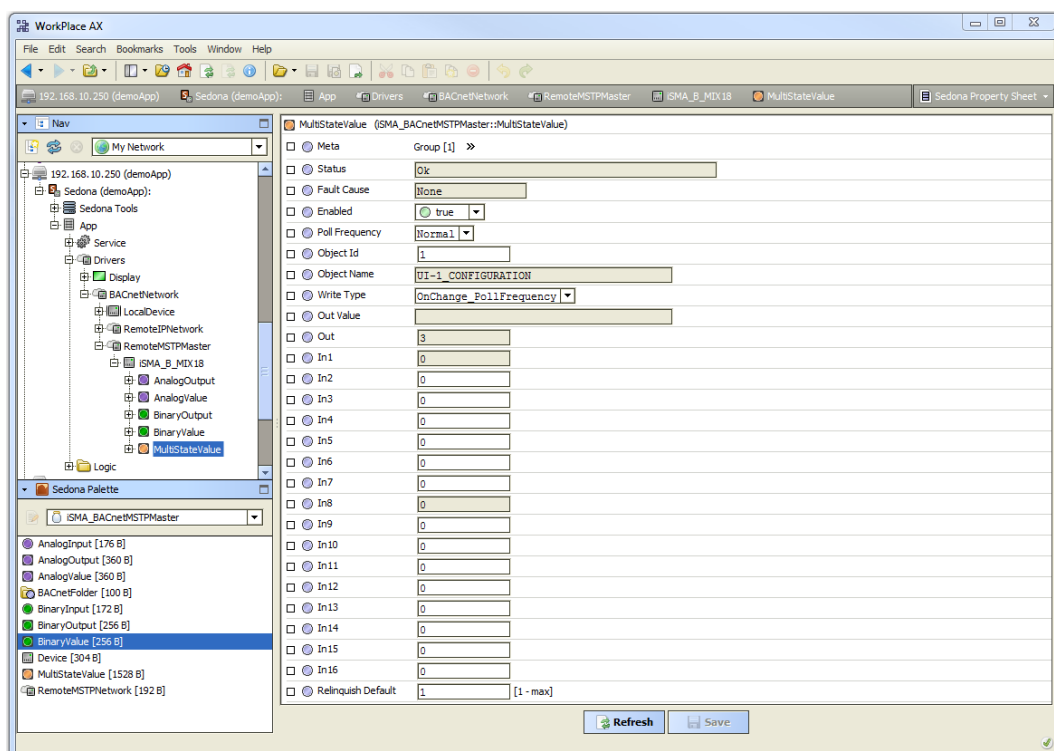 WorkPlace AX
File Edit Search Bookmarks Tools Window Help
192.168.10.250 (demoApp) Sedona (demoApp): App Drivers BACnetNetwork RemoteMSTPMaster iSMA_B_MIX18 MultiStateValue Sedona Property Sheet
Nav
My Network
192.168.10.250 (demoApp)
Sedona (demoApp):
Sedona Tools
App
Service
Drivers
Display
BACnetNetwork
LocalDevice
RemoteIPNetwork
RemoteMSTPMaster
iSMA_B_MIX18
AnalogOutput
AnalogValue
BinaryOutput
BinaryValue
MultiStateValue
Logic
Sedona Palette
iSMA_BACnetMSTPMaster
AnalogInput [176 B]
AnalogOutput [360 B]
AnalogValue [360 B]
BACnetFolder [100 B]
BinaryInput [172 B]
BinaryOutput [256 B]
BinaryValue [256 B]
Device [304 B]
MultiStateValue [1528 B]
RemoteMSTPNetwork [192 B]
MultiStateValue (iSMA_BACnetMSTPMaster::MultiStateValue)
Meta Group [1] »
Status Ok
Fault Cause None
Enabled true
Poll Frequency Normal
Object Id 1
Object Name UI-1_CONFIGURATION
Write Type OnChange_PollFrequency
Out Value
Out 3
In1 0
In2 0
In3 0
In4 0
In5 0
In6 0
In7 0
In8 0
In9 0
In10 0
In11 0
In12 0
In13 0
In14 0
In15 0
In16 0
Relinquish Default 1 [1 - max]
Refresh Save